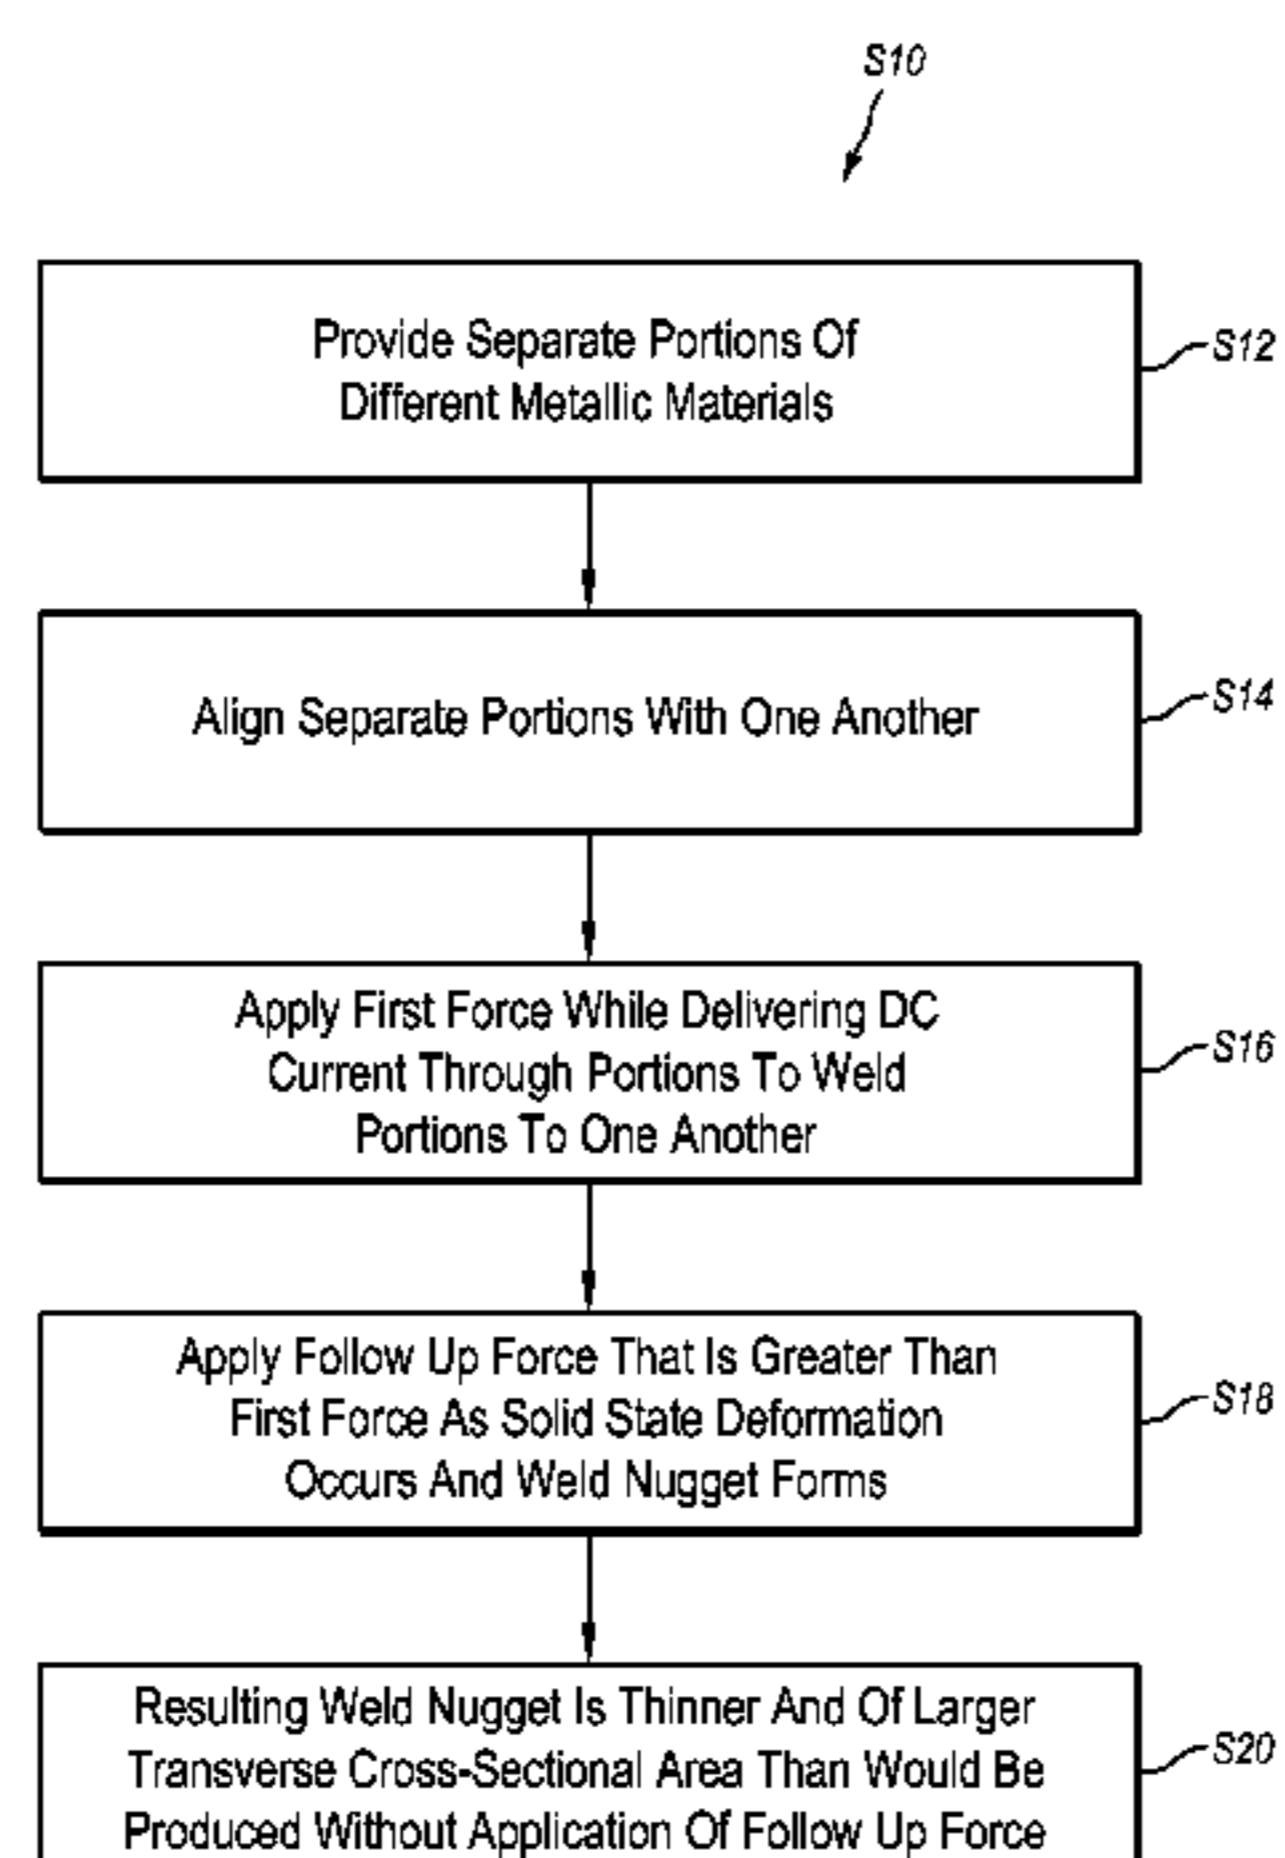 S10
Provide Separate Portions Of
Different Metallic Materials
S12
Align Separate Portions With One Another
S14
Apply First Force While Delivering DC
Current Through Portions To Weld
Portions To One Another
S16
Apply Follow Up Force That Is Greater Than
First Force As Solid State Deformation
Occurs And Weld Nugget Forms
S18
Resulting Weld Nugget Is Thinner And Of Larger
Transverse Cross-Sectional Area Than Would Be
Produced Without Application Of Follow Up Force
S20